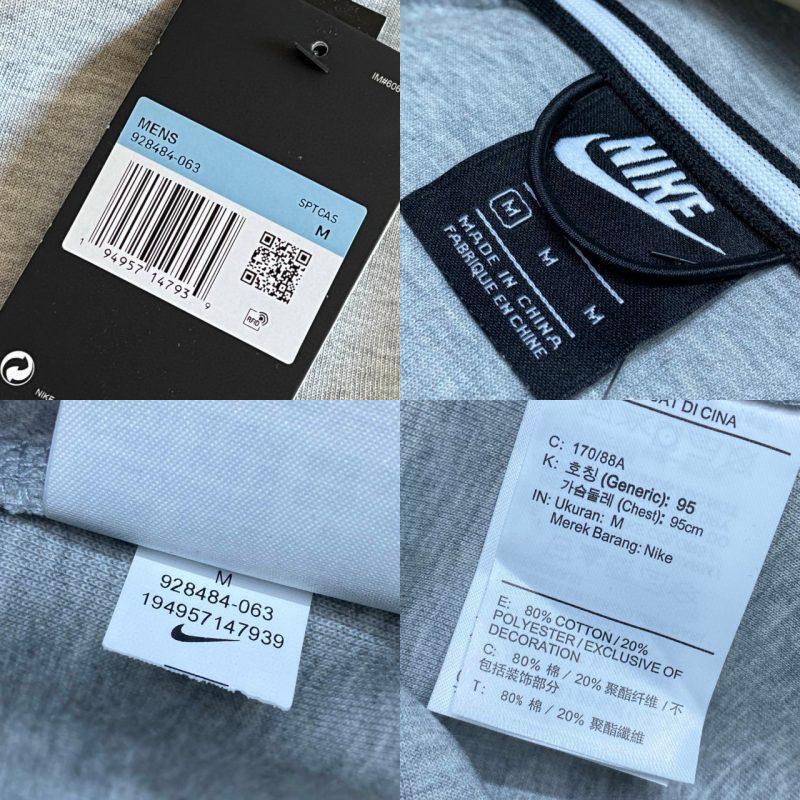 IM#606
MENS
928484-063
SPTCAS
M
1 94957 14793 9
RFID
NIKE
NIKE
M
M
M
MADE IN CHINA
FABRIQUE EN CHINE
M
928484-063
194957147939
DI CINA
C: 170/88A
K: 호칭 (Generic): 95
가슴둘레 (Chest): 95cm
IN: Ukuran: M
Merek Barang: Nike
E: 80% COTTON/20%
POLYESTER/EXCLUSIVE OF
DECORATION
C: 80% 棉 / 20% 聚酯纤维 / 不
包括装饰部分
T: 80% 棉 / 20% 聚酯纖維